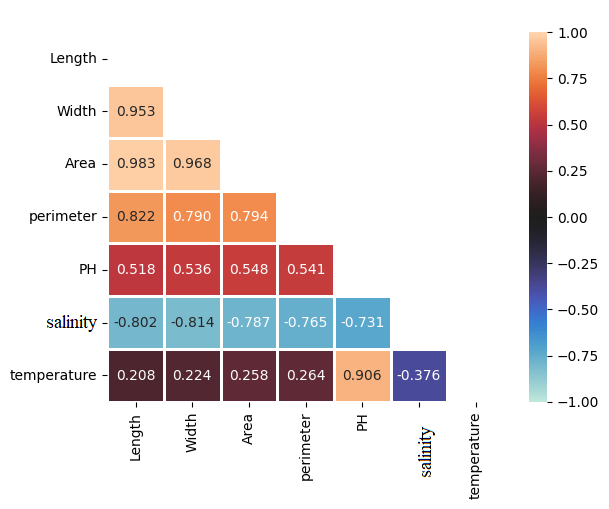 Length
Width 0.953
Area 0.983 0.968
perimeter 0.822 0.790 0.794
PH 0.518 0.536 0.548 0.541
salinity -0.802 -0.814 -0.787 -0.765 -0.731
temperature 0.208 0.224 0.258 0.264 0.906 -0.376
Length
Width
Area
perimeter
PH
salinity
temperature
1.00
0.75
0.50
0.25
0.00
−0.25
−0.50
−0.75
−1.00